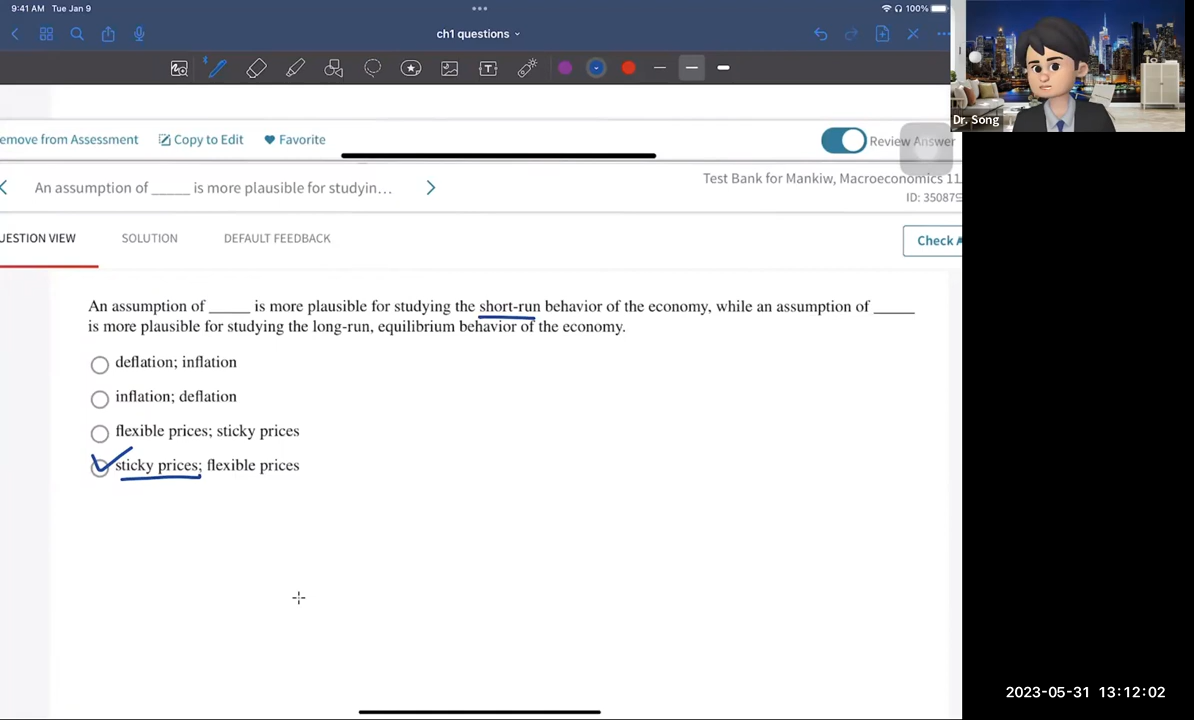 9:41 AM Tue Jan 9
100%
ch1 questions
Dr. Song
emove from Assessment
Copy to Edit
Favorite
Review Answer
An assumption of _____ is more plausible for studyin…
Test Bank for Mankiw, Macroeconomics 11
ID: 35087
UESTION VIEW
SOLUTION
DEFAULT FEEDBACK
Check A
An assumption of _____ is more plausible for studying the short-run behavior of the economy, while an assumption of _____
is more plausible for studying the long-run, equilibrium behavior of the economy.
deflation; inflation
inflation; deflation
flexible prices; sticky prices
sticky prices; flexible prices
2023-05-31 13:12:02